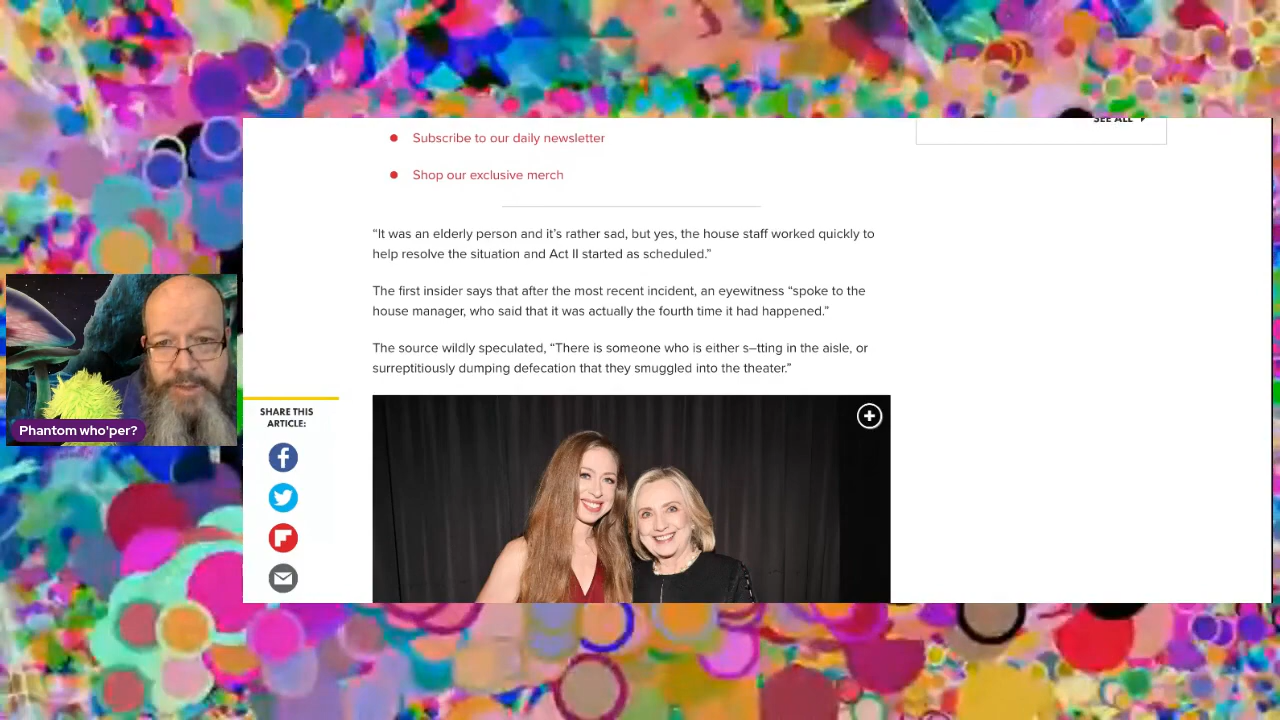 SEE ALL
Subscribe to our daily newsletter
Shop our exclusive merch
“It was an elderly person and it’s rather sad, but yes, the house staff worked quickly to
help resolve the situation and Act II started as scheduled.”
The first insider says that after the most recent incident, an eyewitness “spoke to the
house manager, who said that it was actually the fourth time it had happened.”
The source wildly speculated, “There is someone who is either s–tting in the aisle, or
surreptitiously dumping defecation that they smuggled into the theater.”
SHARE THIS
ARTICLE:
Phantom who'per?